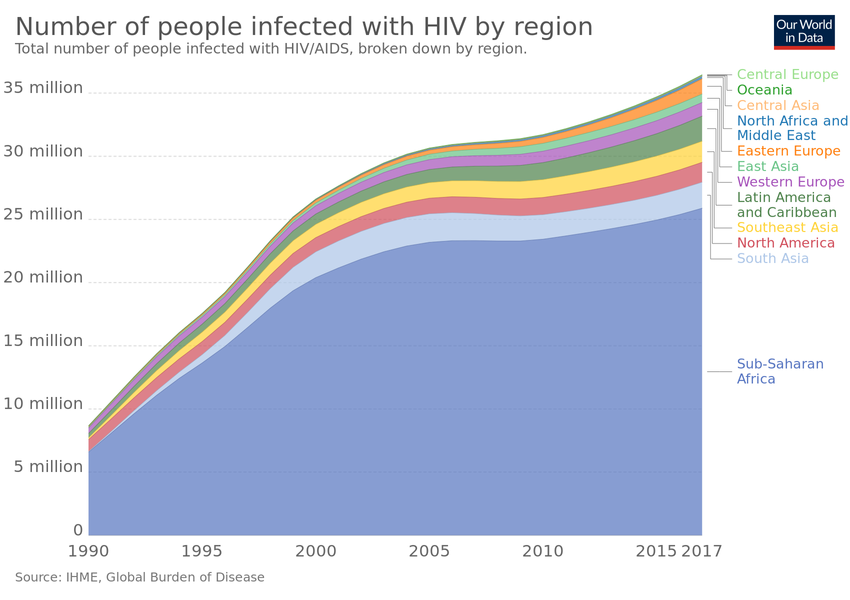 Number of people infected with HIV by region
Total number of people infected with HIV/AIDS, broken down by region.
Our World
in Data
35 million
30 million
25 million
20 million
15 million
10 million
5 million
0
1990
1995
2000
2005
2010
2015
2017
Central Europe
Oceania
Central Asia
North Africa and
Middle East
Eastern Europe
East Asia
Western Europe
Latin America
and Caribbean
Southeast Asia
North America
South Asia
Sub-Saharan
Africa
Source: IHME, Global Burden of Disease